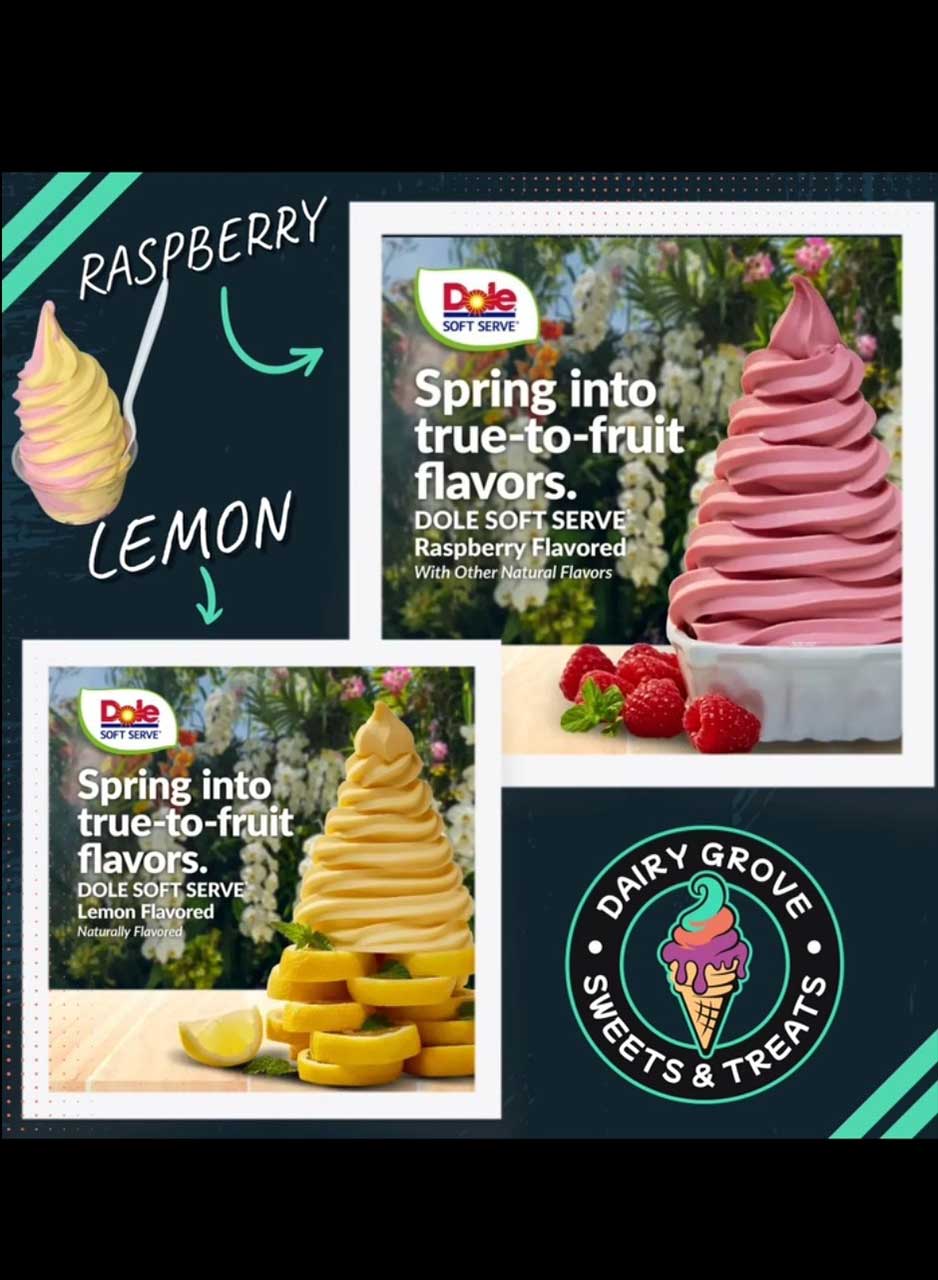 RASPBERRY
Dole
SOFT SERVE®
Spring into
true-to-fruit
flavors.
DOLE SOFT SERVE®
Raspberry Flavored
With Other Natural Flavors
LEMON
Dole
SOFT SERVE®
Spring into
true-to-fruit
flavors.
DOLE SOFT SERVE®
Lemon Flavored
Naturally Flavored
DAIRY GROVE
SWEETS & TREATS